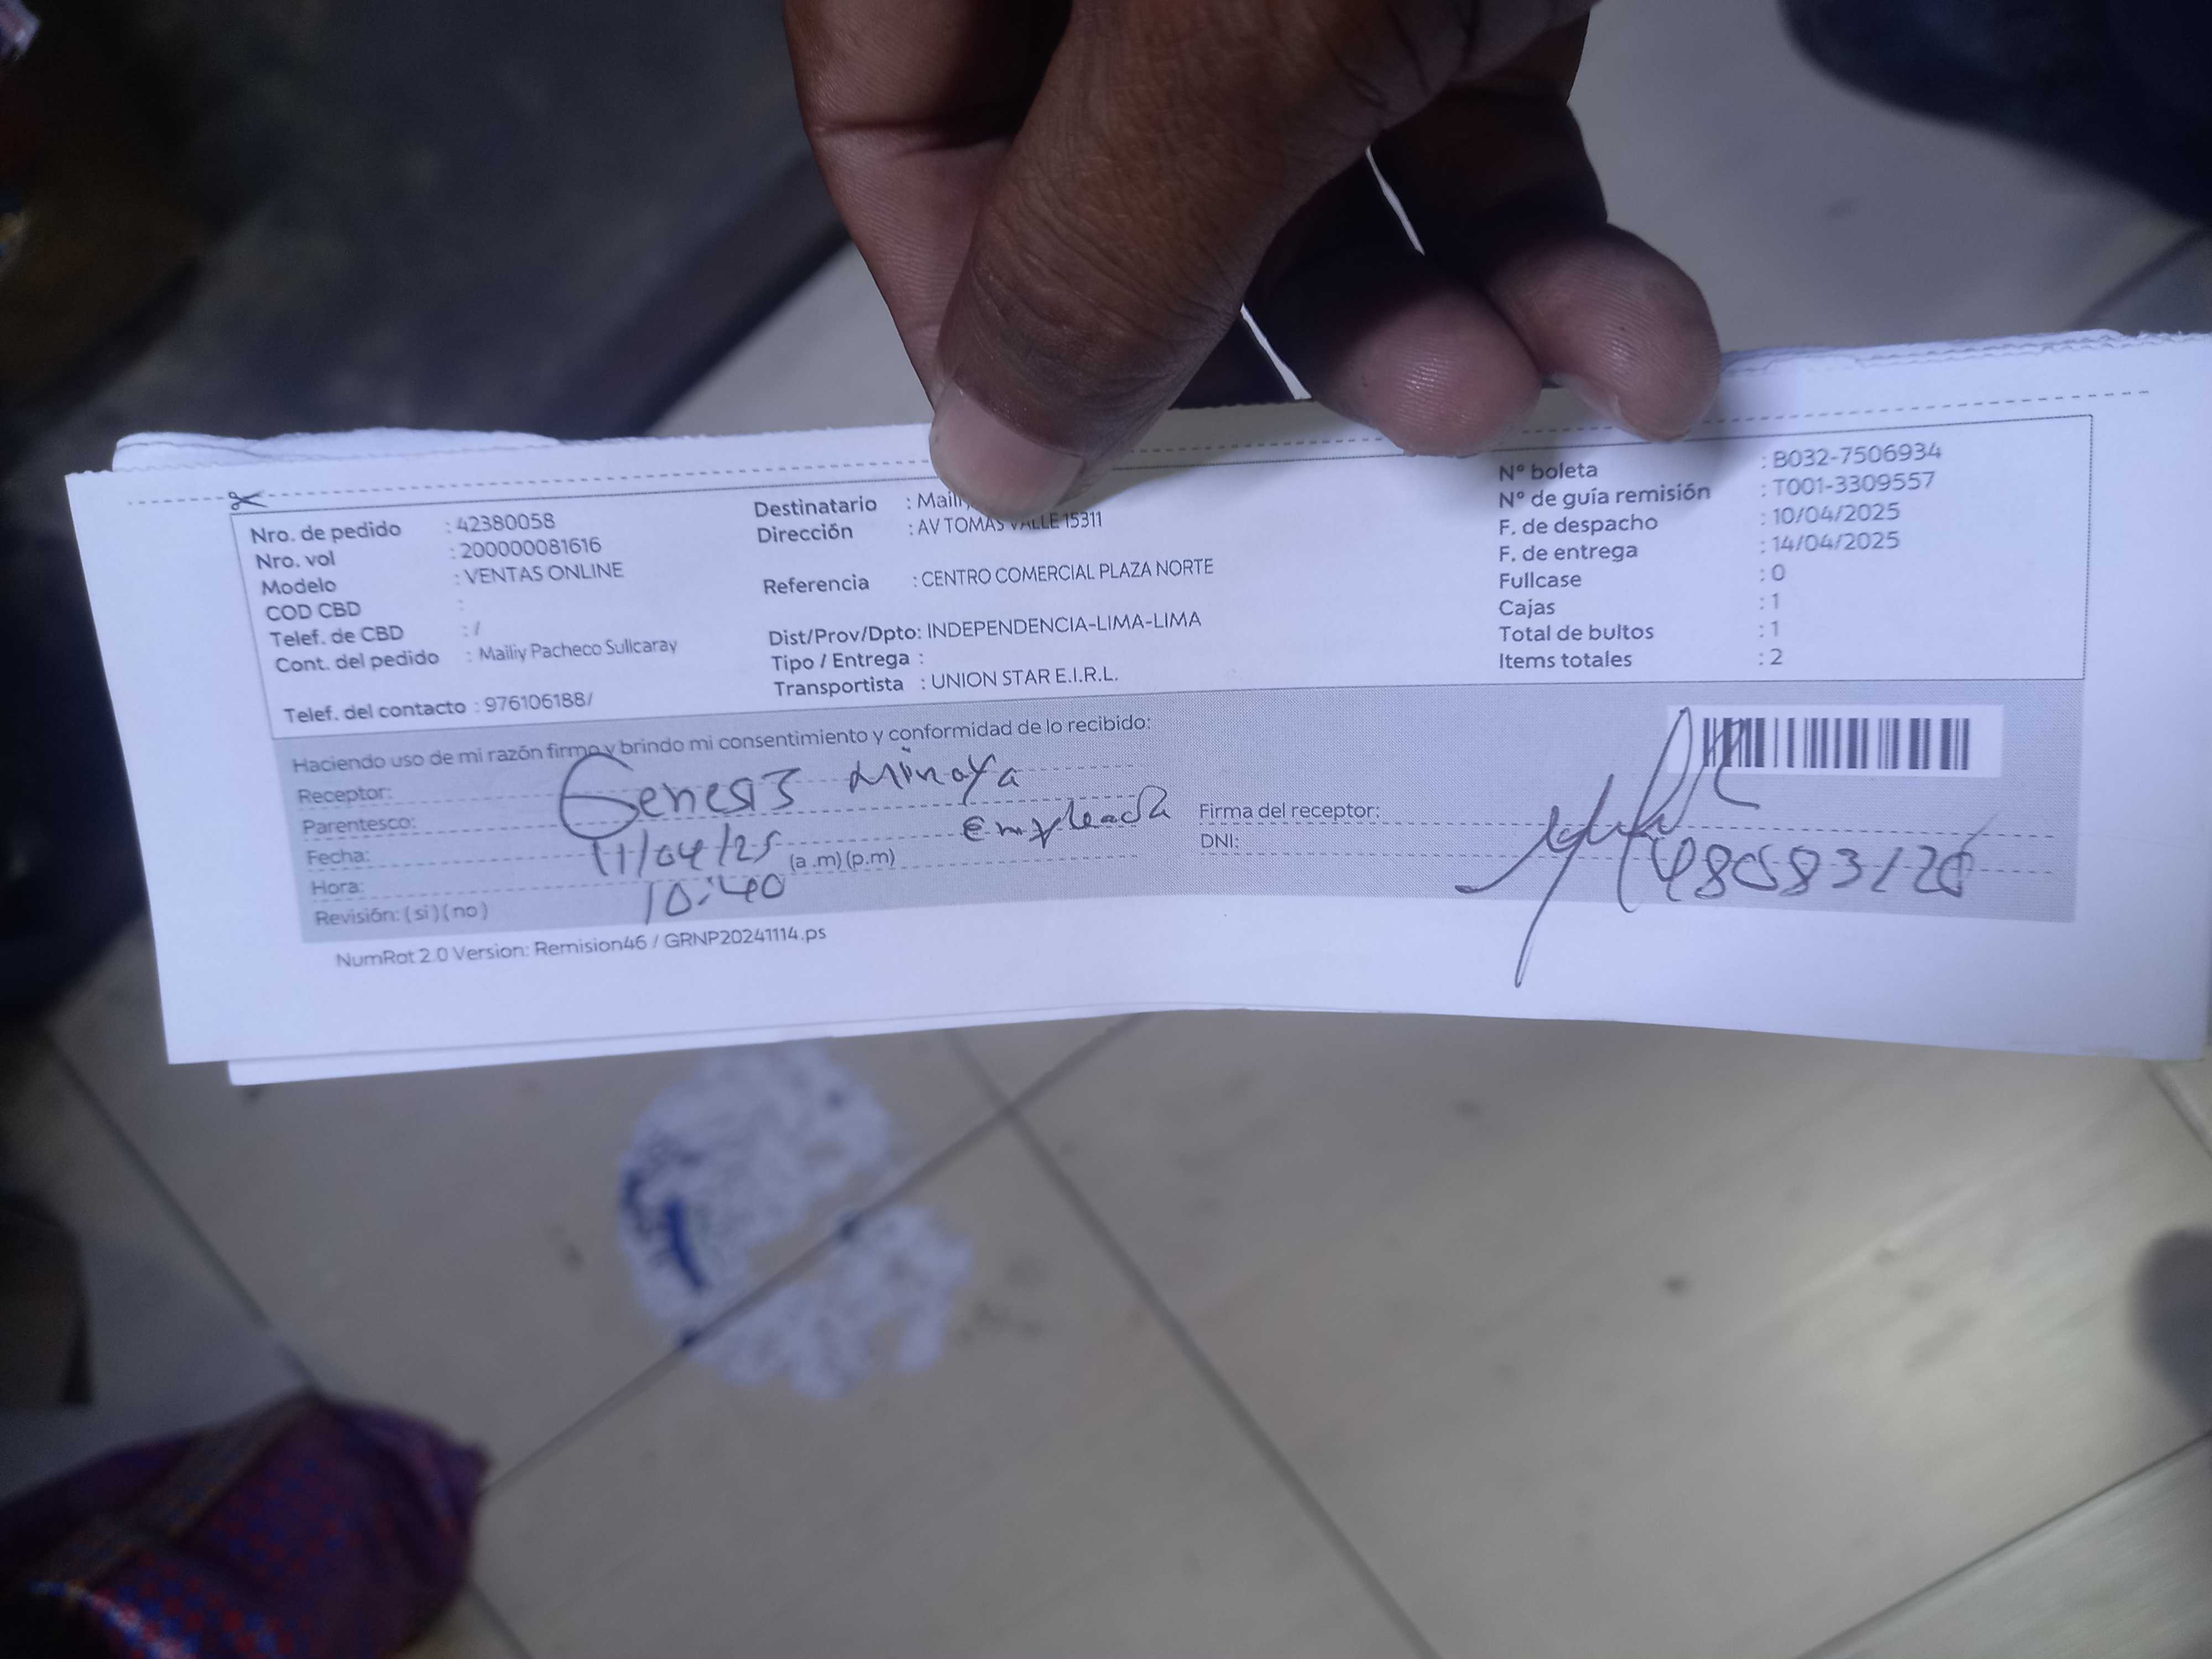 Nro. de pedido : 42380058
Nro. vol : 200000081616
Modelo : VENTAS ONLINE
COD CBD :
Telef. de CBD : /
Cont. del pedido : Mailiy Pacheco Sullcaray
Telef. del contacto : 976106188/
Destinatario :
Dirección : AV TOMAS VALLE 15311
Referencia : CENTRO COMERCIAL PLAZA NORTE
Dist/Prov/Dpto: INDEPENDENCIA-LIMA-LIMA
Tipo / Entrega :
Transportista : UNION STAR E.I.R.L.
Nº boleta : B032-7506934
Nº de guía remisión : T001-3309557
F. de despacho : 10/04/2025
F. de entrega : 14/04/2025
Fullcase : 0
Cajas : 1
Total de bultos : 1
Items totales : 2
Haciendo uso de mi razón firmo y brindo mi consentimiento y conformidad de lo recibido:
Receptor: Genesis Minaya
Parentesco: empleada
Fecha: 11/04/25
Hora: 10:40 (a .m) (p.m)
Revisión: ( si ) ( no )
Firma del receptor:
DNI:
NumRot 2.0 Version: Remision46 / GRNP20241114.ps